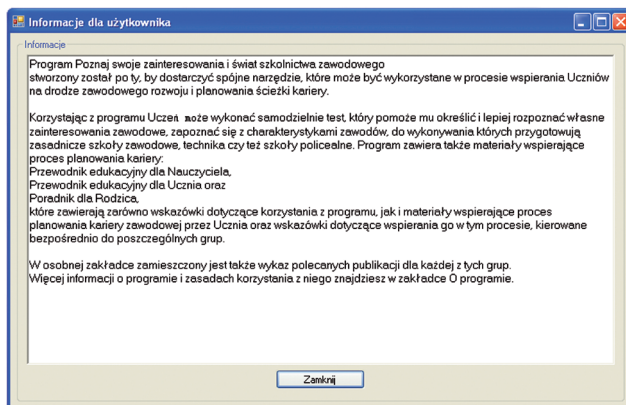 Informacje dla użytkownika
Informacje
Program Poznaj swoje zainteresowania i świat szkolnictwa zawodowego
stworzony został po ty, by dostarczyć spójne narzędzie, które może być wykorzystane w procesie wspierania Uczniów
na drodze zawodowego rozwoju i planowania ścieżki kariery.
Korzystając z programu Uczeń może wykonać samodzielnie test, który pomoże mu określić i lepiej rozpoznać własne
zainteresowania zawodowe, zapoznać się z charakterystykami zawodów, do wykonywania których przygotowują
zasadnicze szkoły zawodowe, technika czy też szkoły policealne. Program zawiera także materiały wspierające
proces planowania kariery:
Przewodnik edukacyjny dla Nauczyciela,
Przewodnik edukacyjny dla Ucznia oraz
Poradnik dla Rodzica,
które zawierają zarówno wskazówki dotyczące korzystania z programu, jak i materiały wspierające proces
planowania kariery zawodowej przez Ucznia oraz wskazówki dotyczące wspierania go w tym procesie, kierowane
bezpośrednio do poszczególnych grup.
W osobnej zakładce zamieszczony jest także wykaz polecanych publikacji dla każdej z tych grup.
Więcej informacji o programie i zasadach korzystania z niego znajdziesz w zakładce O programie.
Zamknij